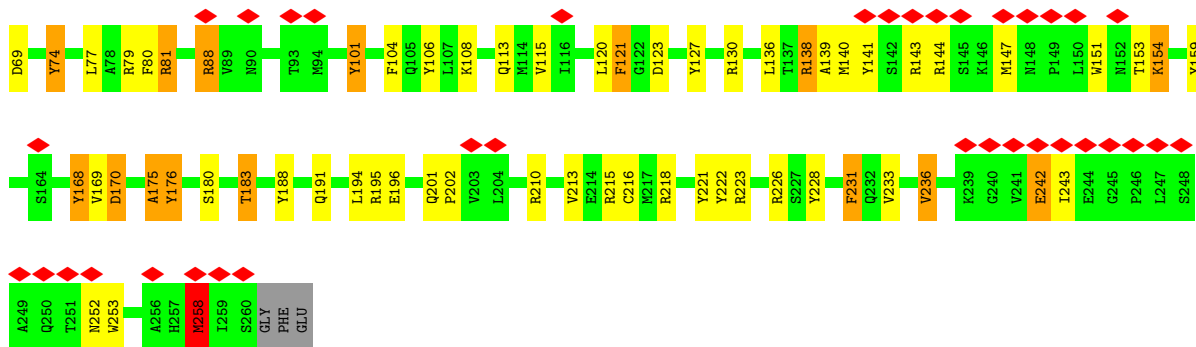 D69 Y74 L77 A78 R79 F80 R81 R88 V89 N90 T93 M94 Y101 F104 Q105 Y106 L107 K108 Q113 M114 V115 I116 L120 F121 G122 D123 Y127 R130 L136 T137 R138 A139 M140 Y141 S142 R143 R144 S145 K146 M147 N148 P149 L150 W151 N152 T153 K154 Y159
S164 Y168 V169 D170 A175 Y176 S180 T183 Y188 Q191 L194 R195 E196 Q201 P202 V203 L204 R210 V213 E214 R215 C216 M217 R218 Y221 Y222 R223 R226 S227 Y228 F231 Q232 V233 V236 K239 G240 V241 E242 I243 E244 G245 P246 L247 S248
A249 Q250 T251 N252 W253 A256 H257 M258 I259 S260 GLY PHE GLU